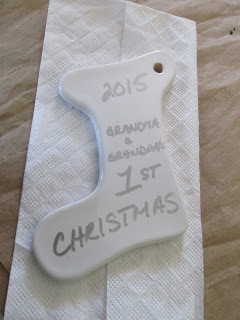 2015
GRANDMA
&
GRANDPA'S
1ST
CHRISTMAS